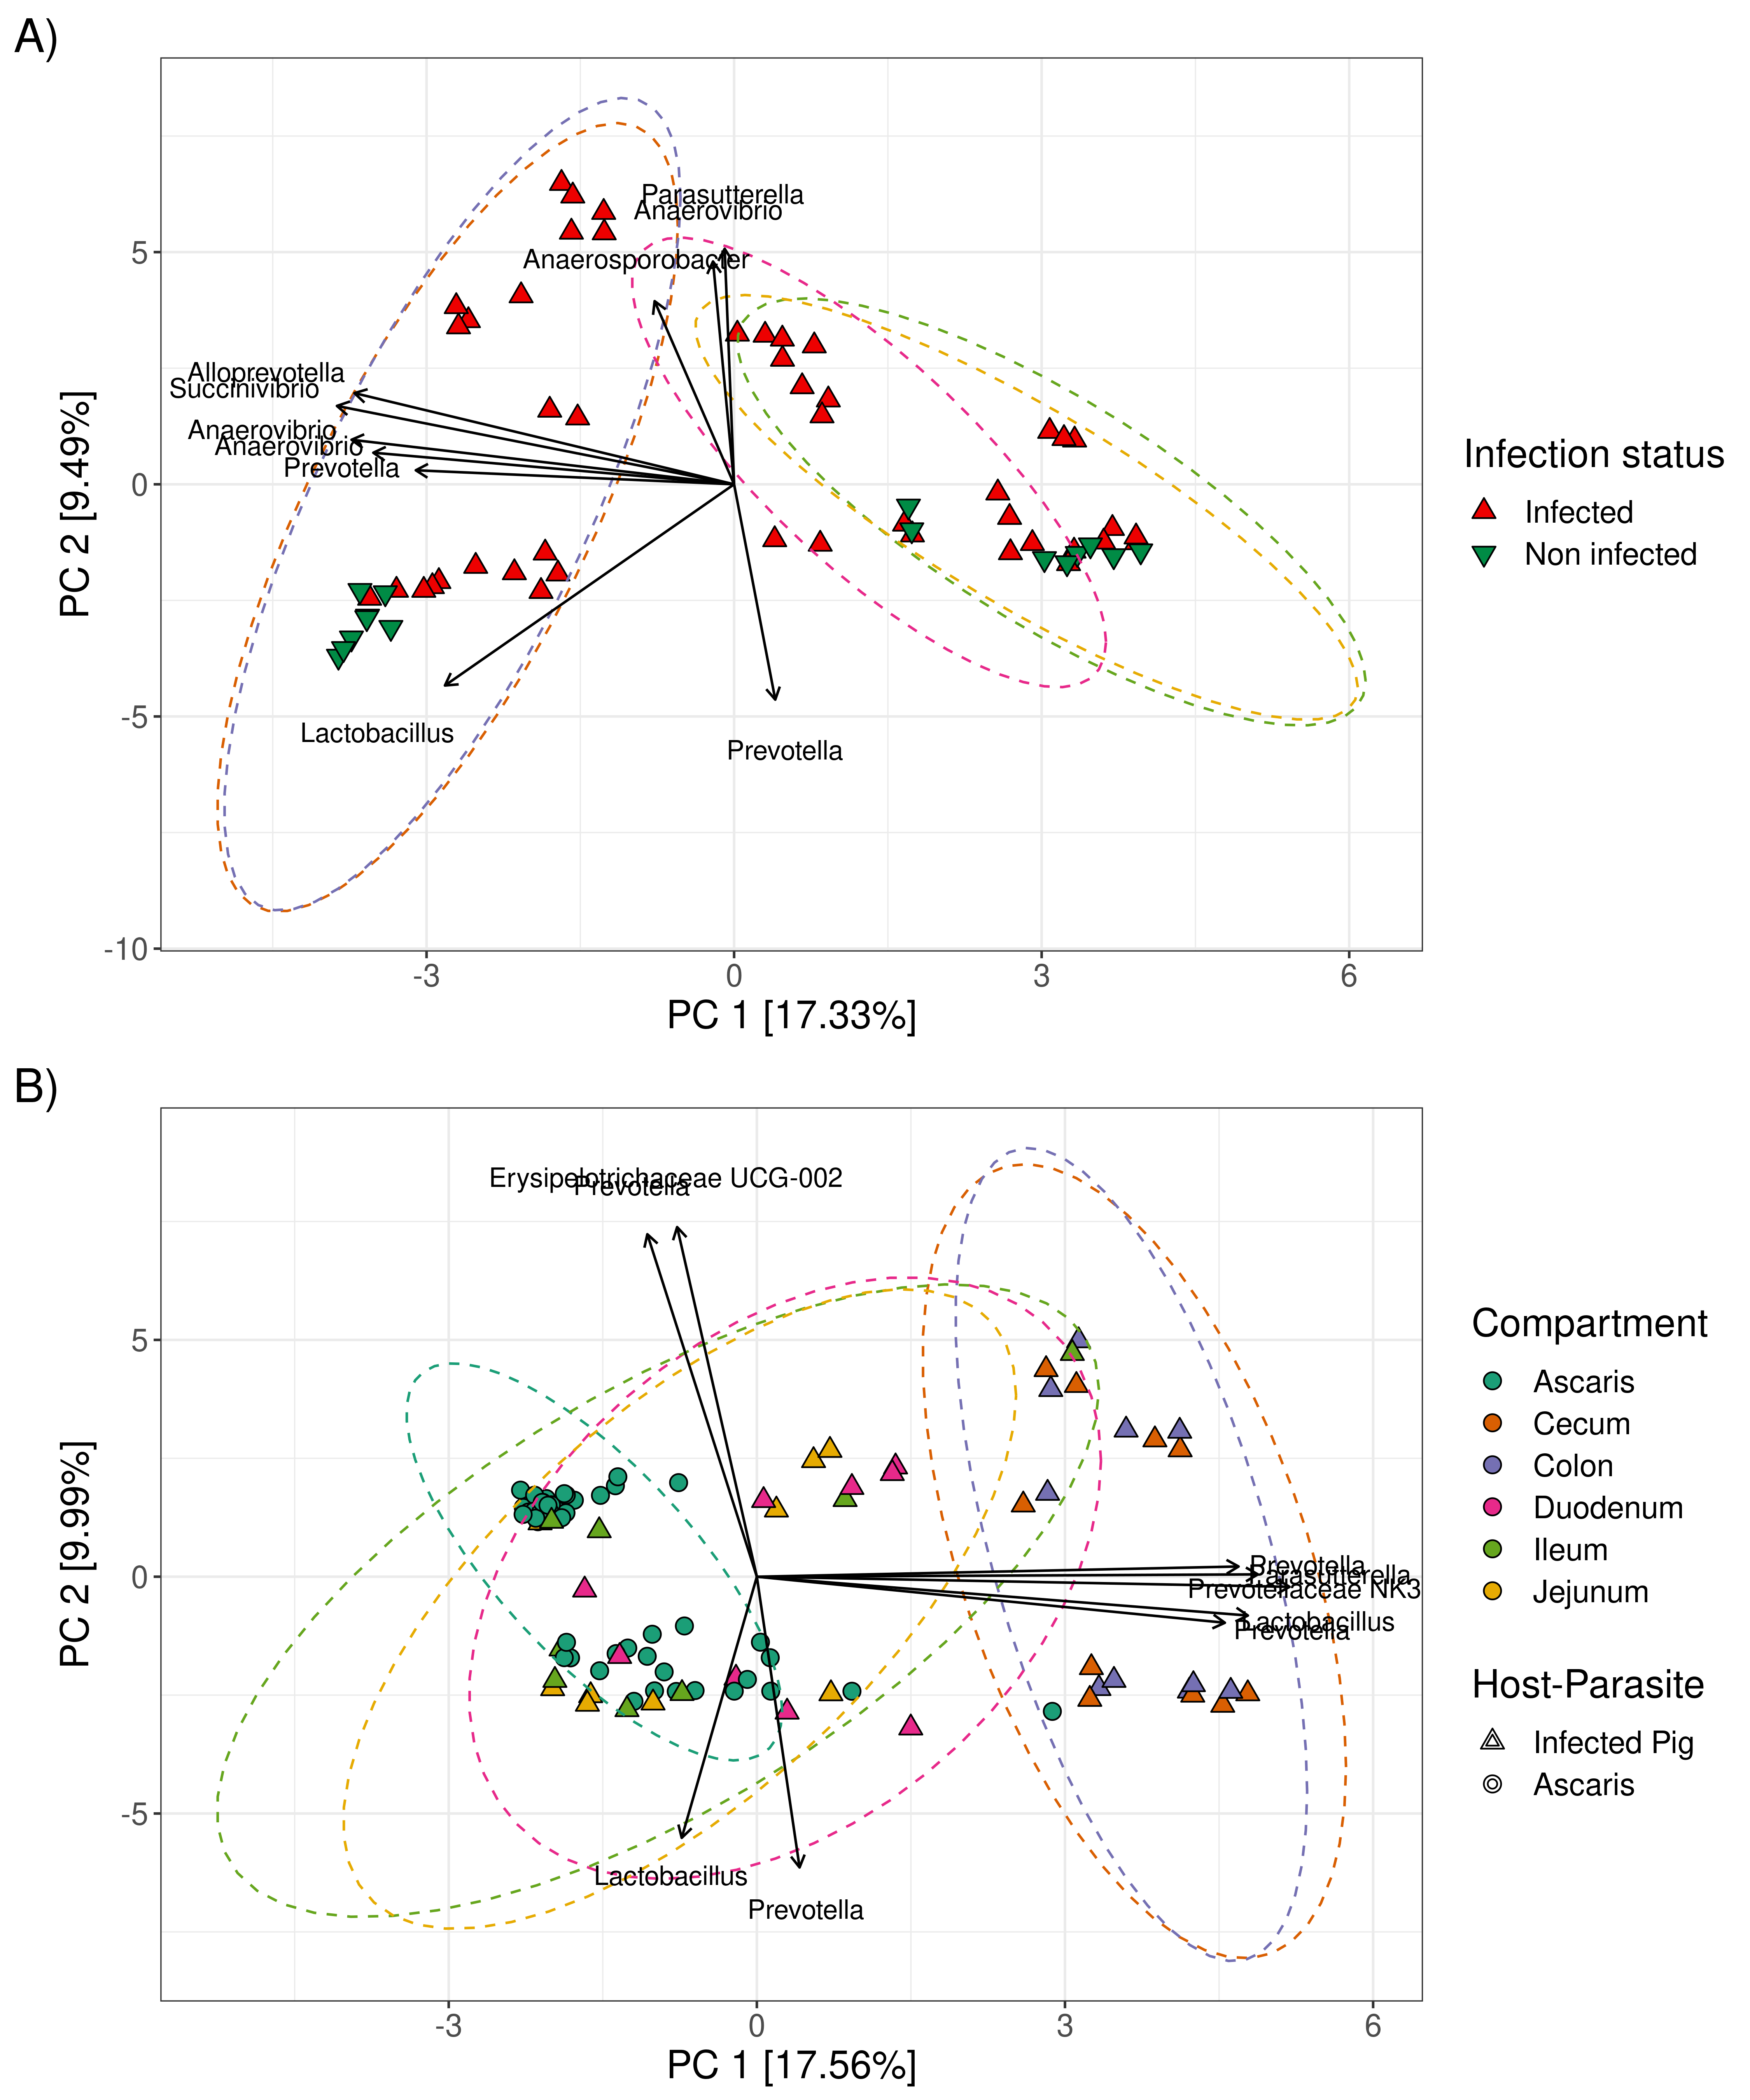 A)
Parasutterella
Anaerovibrio
Anaerosporobacter
Alloprevotella
Succinivibrio
Anaerovibrio
Anaerovibrio
Prevotella
Lactobacillus
Prevotella
5
0
-5
-10
-3
0
3
6
PC 1 [17.33%]
PC 2 [9.49%]
Infection status
Infected
Non infected
B)
Erysipelotrichaceae UCG-002
Prevotella
Prevotella
Parasutterella
Prevotellaceae NK3
Lactobacillus
Prevotella
Lactobacillus
Prevotella
5
0
-5
-3
0
3
6
PC 1 [17.56%]
PC 2 [9.99%]
Compartment
Ascaris
Cecum
Colon
Duodenum
Ileum
Jejunum
Host-Parasite
Infected Pig
Ascaris